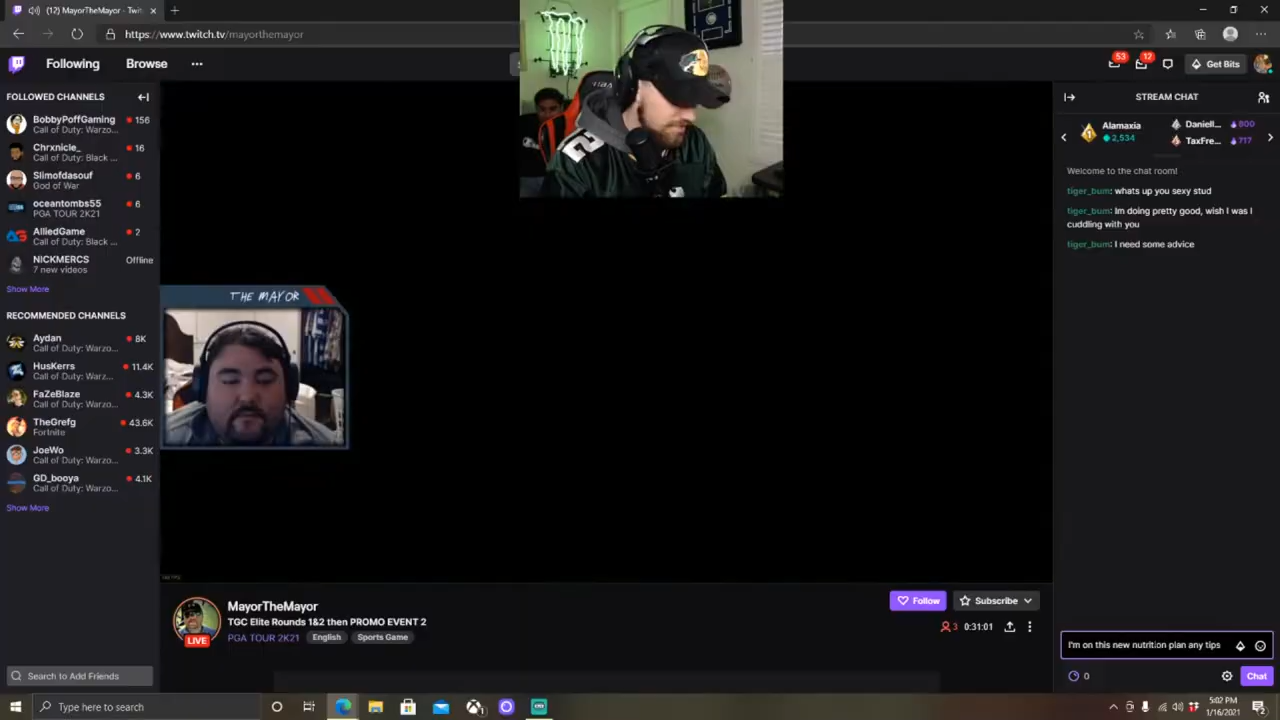 (12) MayorTheMayor - Twi
https://www.twitch.tv/mayorthemayor
Following
Browse
53
12
Get Bits
FOLLOWED CHANNELS
BobbyPoffGaming 156
Call of Duty: Warzo...
Chrxnicle_ 16
Call of Duty: Black ...
Slimofdasouf 6
God of War
oceantombs55 6
PGA TOUR 2K21
AlliedGame 2
Call of Duty: Black ...
NICKMERCS Offline
7 new videos
Show More
RECOMMENDED CHANNELS
Aydan 8K
Call of Duty: Warzo...
HusKerrs 11.4K
Call of Duty: Warz...
FaZeBlaze 4.3K
Call of Duty: Warzo...
TheGrefg 43.6K
Fortnite
JoeWo 3.3K
Call of Duty: Warzo...
GD_booya 4.1K
Call of Duty: Warzo...
Show More
Search to Add Friends
THE MAYOR
LIVE
MayorTheMayor
TGC Elite Rounds 1&2 then PROMO EVENT 2
PGA TOUR 2K21 English Sports Game
Follow
Subscribe
3 0:31:01
STREAM CHAT
1 Alamaxia
2,534
Daniell... 800
TaxFre... 717
Welcome to the chat room!
tiger_bum: whats up you sexy stud
tiger_bum: Im doing pretty good, wish I was I
cuddling with you
tiger_bum: I need some advice
I'm on this new nutrition plan any tips
0
Chat
Type here to search
5:02 PM
1/16/2021
2